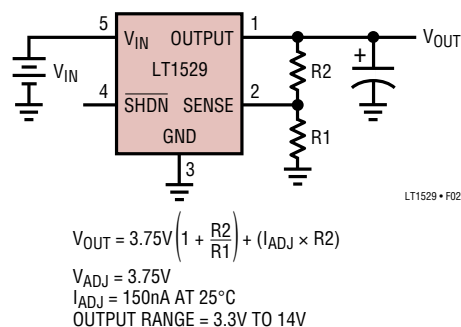 5 V_IN OUTPUT 1 V_OUT
LT1529
V_IN
+
R2
4 SHDN SENSE 2
R1
GND
3
LT1529 • F02
V_OUT = 3.75V (1 + R2/R1) + (I_ADJ × R2)
V_ADJ = 3.75V
I_ADJ = 150nA AT 25°C
OUTPUT RANGE = 3.3V TO 14V